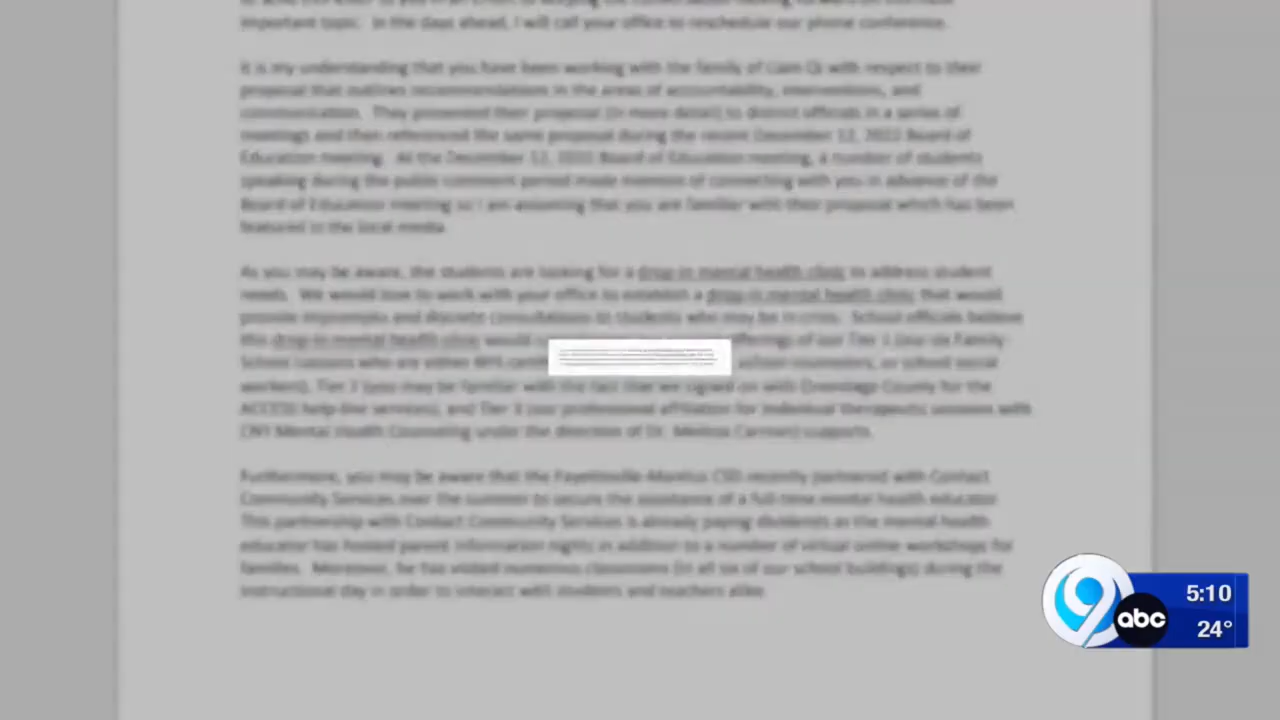 important topic. In the days ahead, I will call your office to reschedule our phone conference.
It is my understanding that you have been working with the family of Liam Qi with respect to their
proposal that outlines recommendations in the areas of accountability, interventions, and
communication. They presented their proposal (in more detail) to district officials in a series of
meetings and then referenced the same proposal during the recent December 12, 2022 Board of
Education meeting. At the December 12, 2022 Board of Education meeting, a number of students
speaking during the public comment period made mention of connecting with you in advance of the
Board of Education meeting so I am assuming that you are familiar with their proposal which has been
featured in the local media.
As you may be aware, the students are looking for a drop-in mental health clinic to address student
needs. We would love to work with your office to establish a drop-in mental health clinic that would
provide impromptu and discrete consultations to students who may be in crisis. School officials believe
this drop-in mental health clinic would offerings of our Tier 1 (our six Family-
School Liaisons who are either school counselors, or school social
workers), Tier 2 (you may be familiar with the fact that we signed on with Onondaga County for the
ACCESS help-line services), and Tier 3 (our professional affiliation for individual therapeutic sessions with
CNY Mental Health Counseling under the direction of Dr. supports.
Furthermore, you may be aware that the Fayetteville-Manlius CSD recently partnered with Contact
Community Services over the summer to secure the assistance of a full-time mental health educator.
This partnership with Contact Community Services is already paying dividends as the mental health
educator has hosted parent information nights in addition to a number of virtual online workshops for
families. Moreover, he has visited numerous classrooms (in all six of our school buildings) during the
instructional day in order to interact with students and teachers alike.
9 abc 5:10
24°